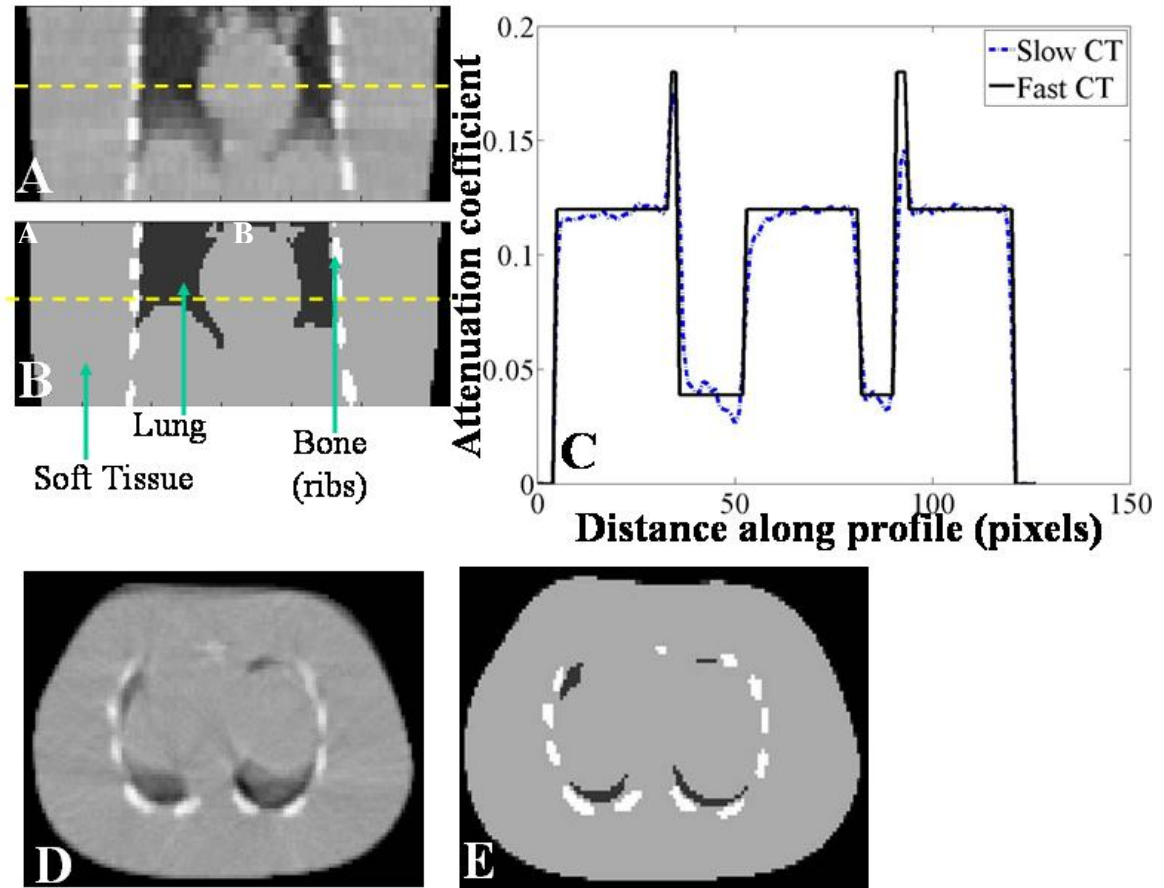 A
A
B
B
Lung
Soft Tissue
Bone
(ribs)
Attenuation coefficient
0.2
0.15
0.1
0.05
0
Slow CT
Fast CT
C
0
50
100
150
Distance along profile (pixels)
D
E